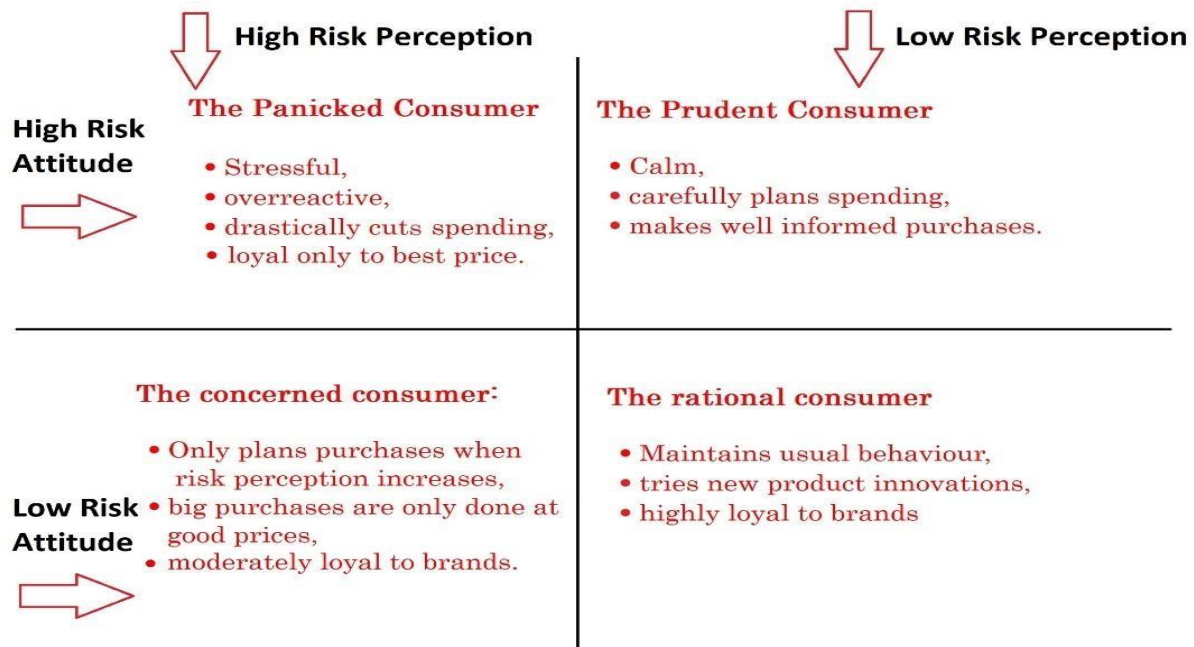 High Risk Perception
Low Risk Perception
High Risk
Attitude
The Panicked Consumer
• Stressful,
• overreactive,
• drastically cuts spending,
• loyal only to best price.
The Prudent Consumer
• Calm,
• carefully plans spending,
• makes well informed purchases.
Low Risk
Attitude
The concerned consumer:
• Only plans purchases when
risk perception increases,
• big purchases are only done at
good prices,
• moderately loyal to brands.
The rational consumer
• Maintains usual behaviour,
• tries new product innovations,
• highly loyal to brands